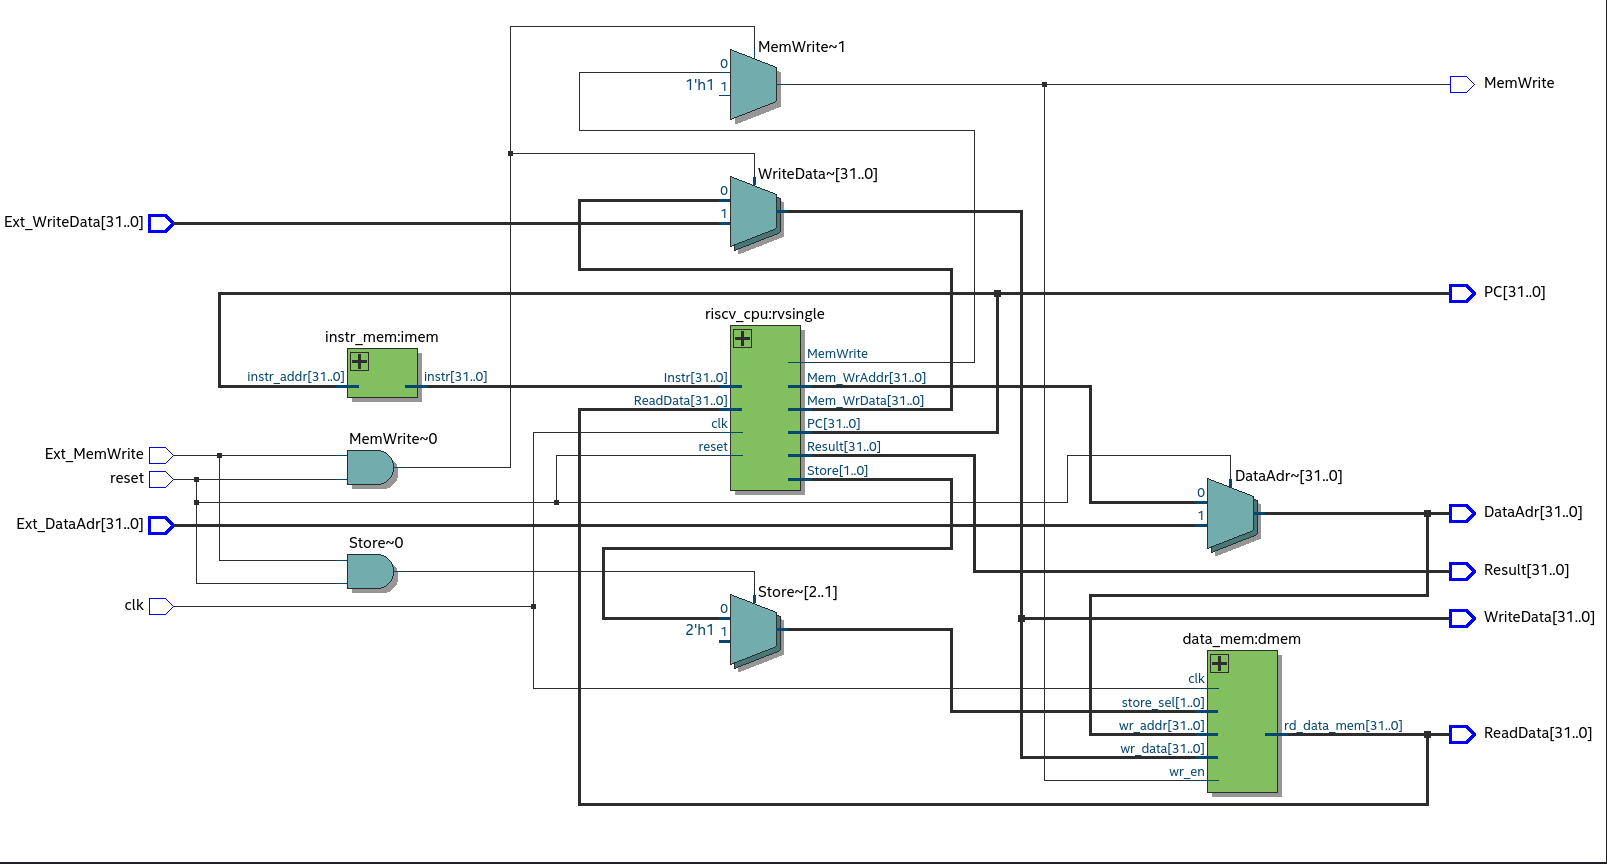 MemWrite~1
0
1'h1 1
MemWrite
WriteData~[31..0]
0
1
Ext_WriteData[31..0]
PC[31..0]
riscv_cpu:rvsingle
instr_mem:imem
MemWrite
instr_addr[31..0]
instr[31..0]
Instr[31..0]
Mem_WrAddr[31..0]
ReadData[31..0]
Mem_WrData[31..0]
clk
PC[31..0]
MemWrite~0
reset
Result[31..0]
Ext_MemWrite
Store[1..0]
reset
DataAdr~[31..0]
0
1
DataAdr[31..0]
Ext_DataAdr[31..0]
Store~0
Result[31..0]
Store~[2..1]
clk
0
2'h1 1
WriteData[31..0]
data_mem:dmem
clk
store_sel[1..0]
wr_addr[31..0]
rd_data_mem[31..0]
ReadData[31..0]
wr_data[31..0]
wr_en